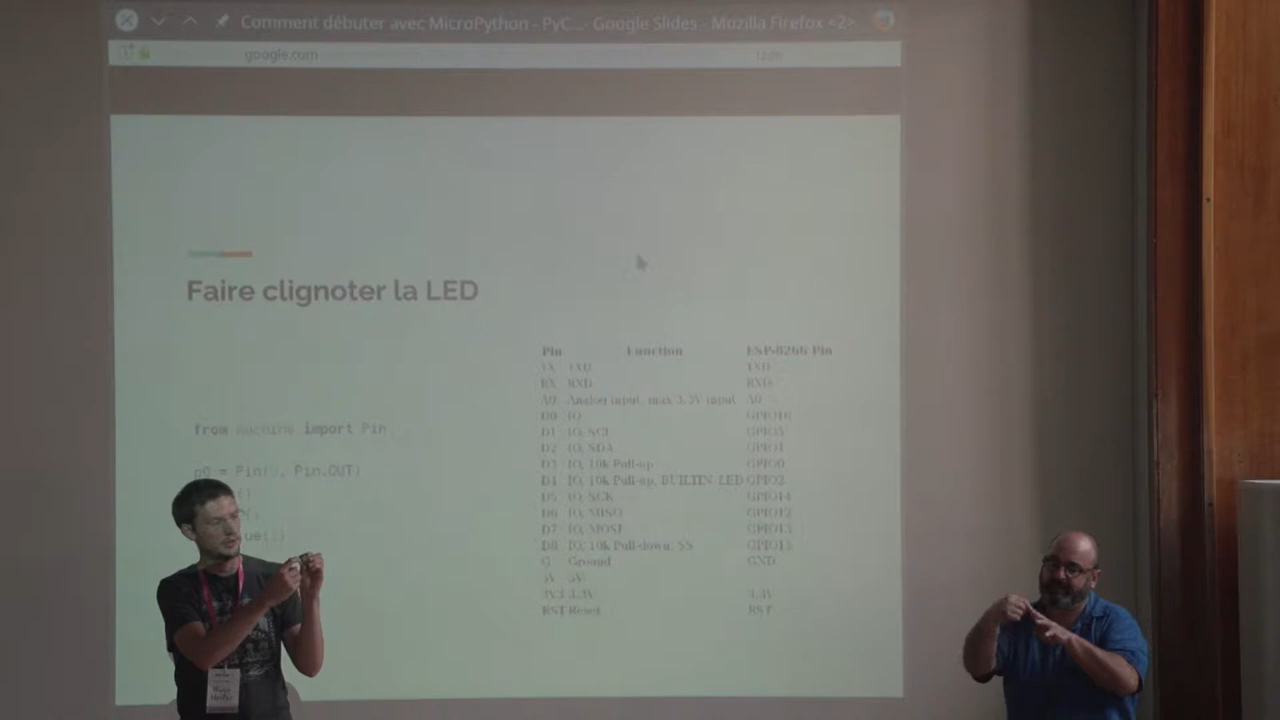 Comment débuter avec MicroPython - PyC... - Google Slides - Mozilla Firefox <2>
google.com
Faire clignoter la LED
from machine import Pin
p0 = Pin(0, Pin.OUT)
Pin Function ESP-8266 Pin
TX TXD TXD
RX RXD RXD
A0 Analog input, max 3.3V input A0
D0 IO GPIO16
D1 IO, SCL GPIO5
D2 IO, SDA GPIO4
D3 IO, 10k Pull-up GPIO0
D4 IO, 10k Pull-up, BUILTIN_LED GPIO2
D5 IO, SCK GPIO14
D6 IO, MISO GPIO12
D7 IO, MOSI GPIO13
D8 IO, 10k Pull-down, SS GPIO15
G Ground GND
5V 5V
3V3 3.3V 3.3V
RST Reset RST